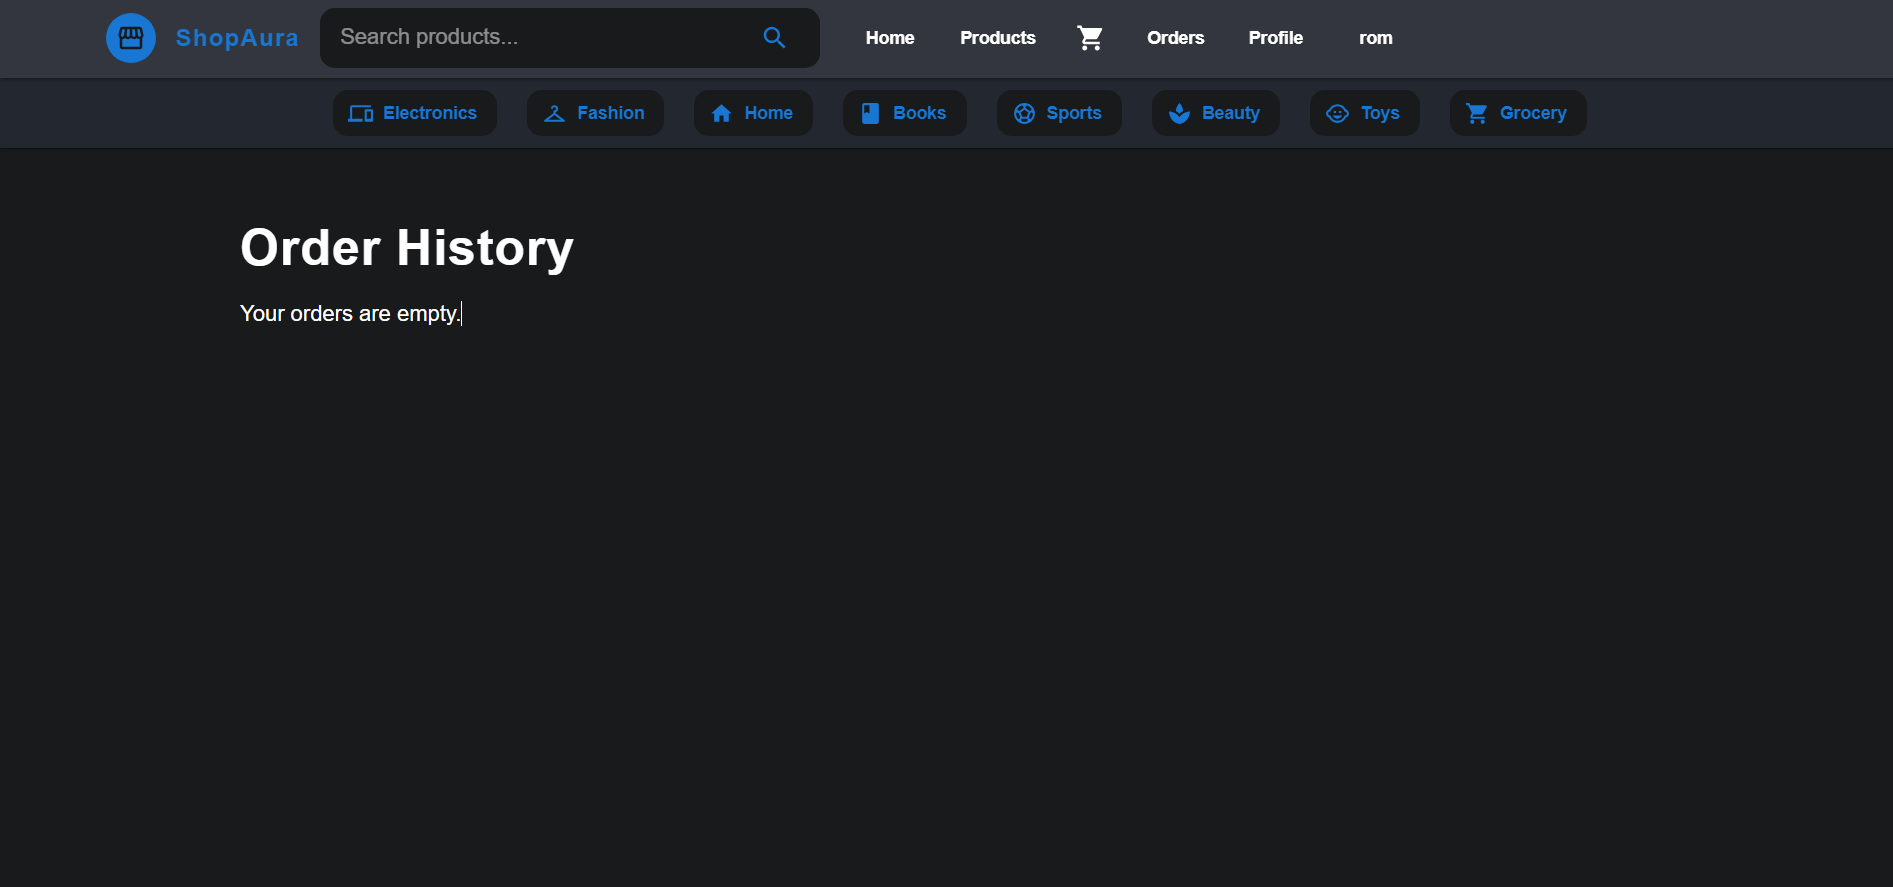 ShopAura Search products... Home Products Orders Profile rom
Electronics Fashion Home Books Sports Beauty Toys Grocery
Order History
Your orders are empty.